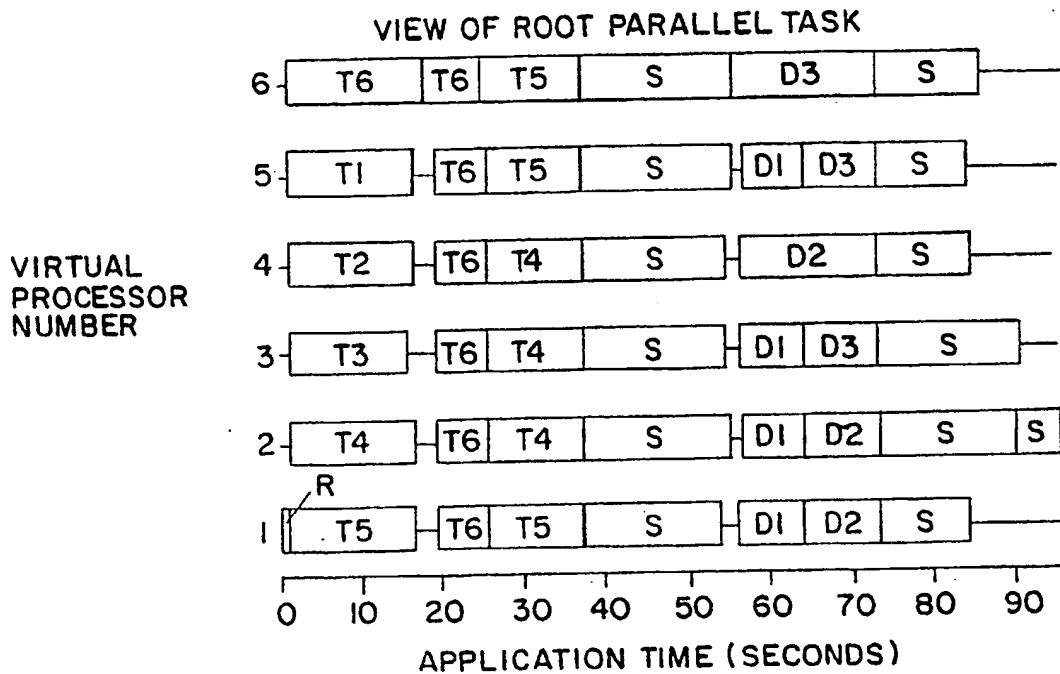 VIEW OF ROOT PARALLEL TASK
6 T6 T6 T5 S D3 S
5 T1 T6 T5 S D1 D3 S
VIRTUAL
PROCESSOR
NUMBER
4 T2 T6 T4 S D2 S
3 T3 T6 T4 S D1 D3 S
2 T4 T6 T4 S D1 D2 S S
R
1 T5 T6 T5 S D1 D2 S
0 10 20 30 40 50 60 70 80 90
APPLICATION TIME (SECONDS)